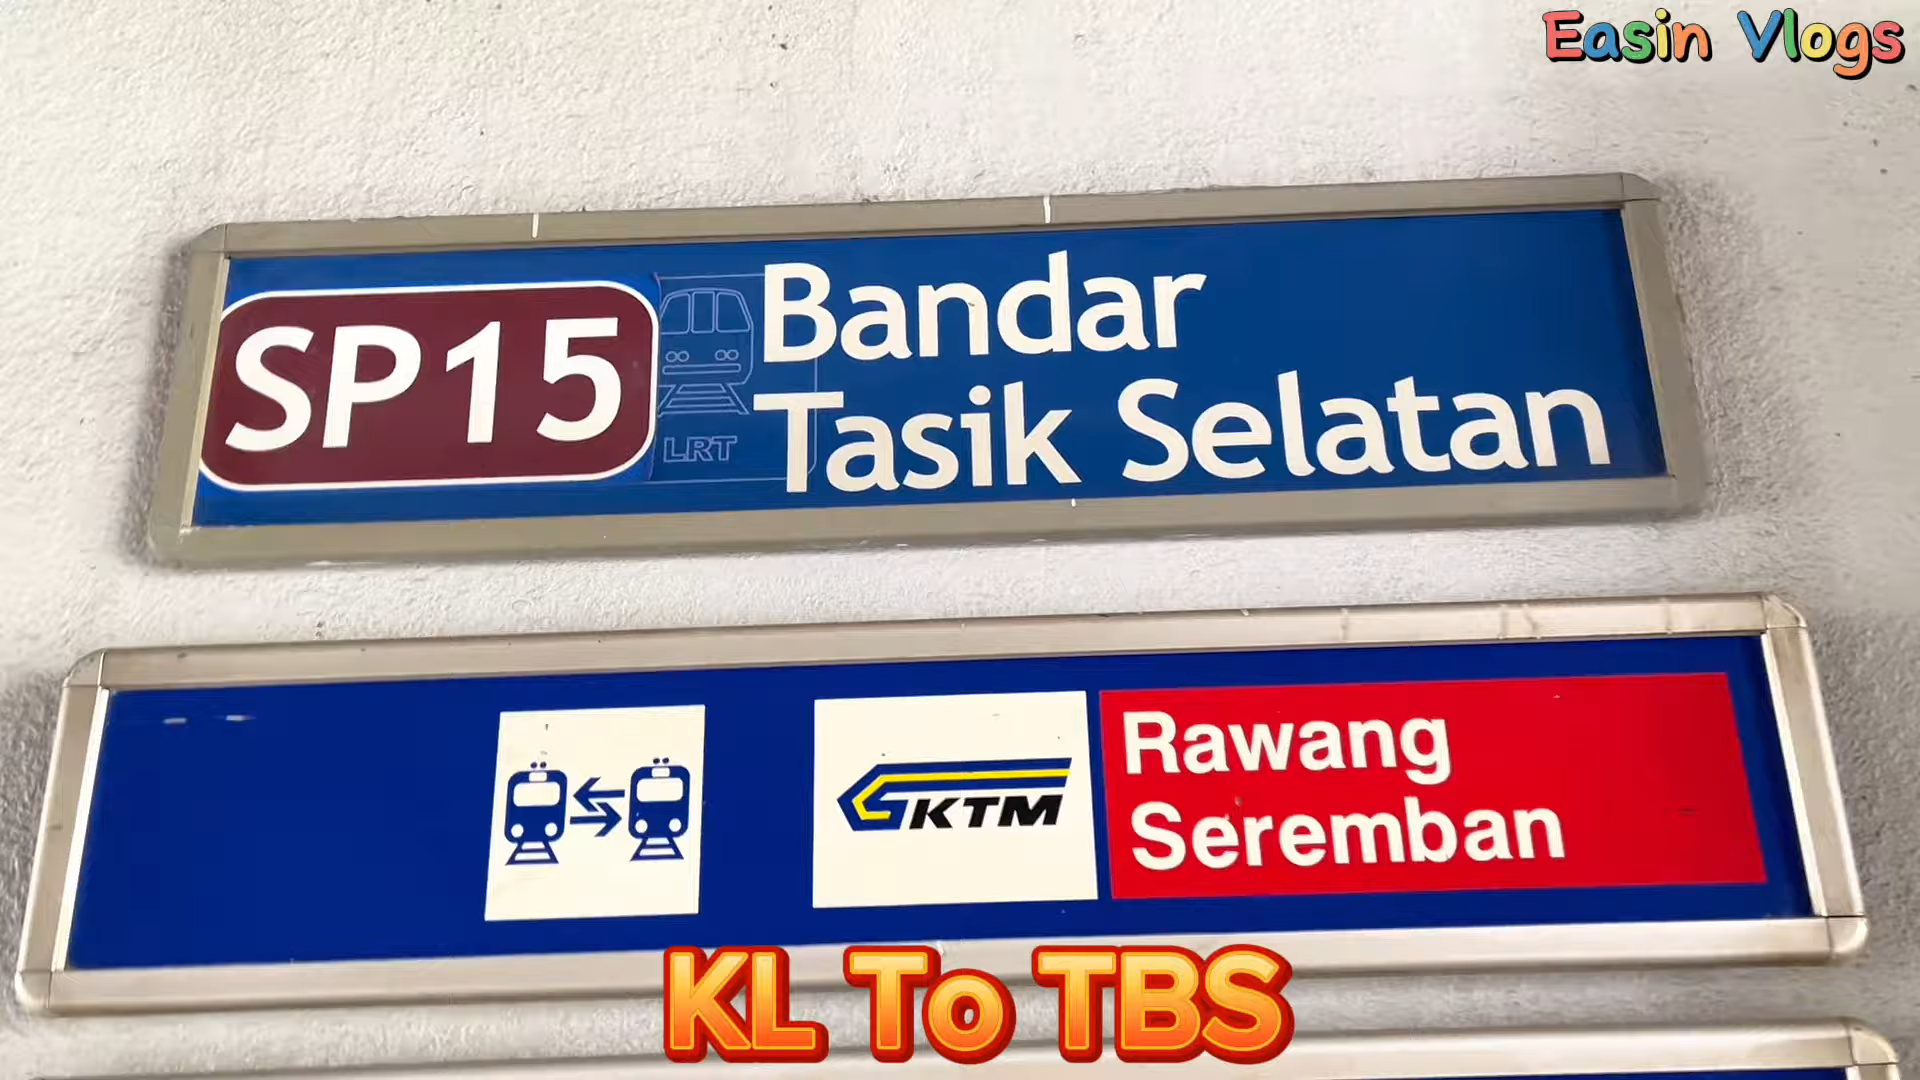 Easin Vlogs
SP15
LRT
Bandar
Tasik Selatan
KTM
Rawang
Seremban
KL To TBS